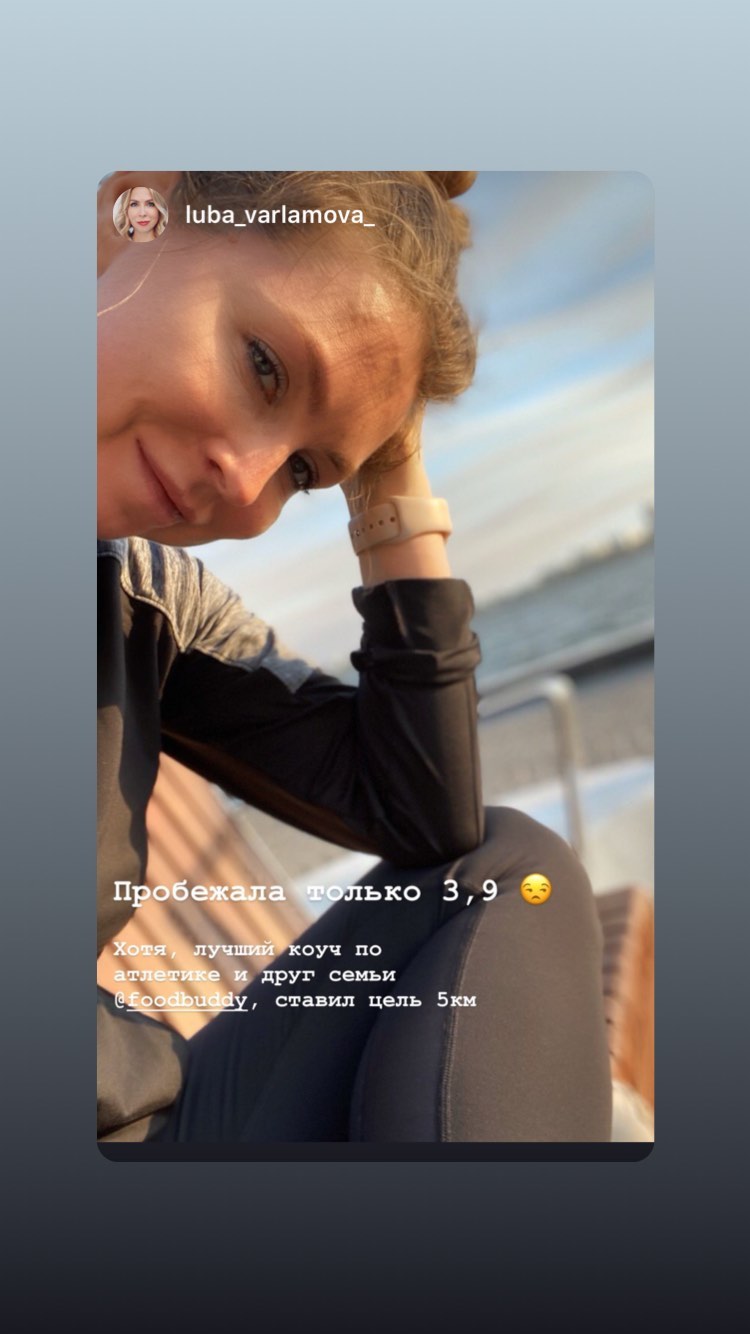 luba_varlamova_
Пробежала только 3,9 😒
Хотя, лучший коуч по
атлетике и друг семьи
@foodbuddy, ставил цель 5км